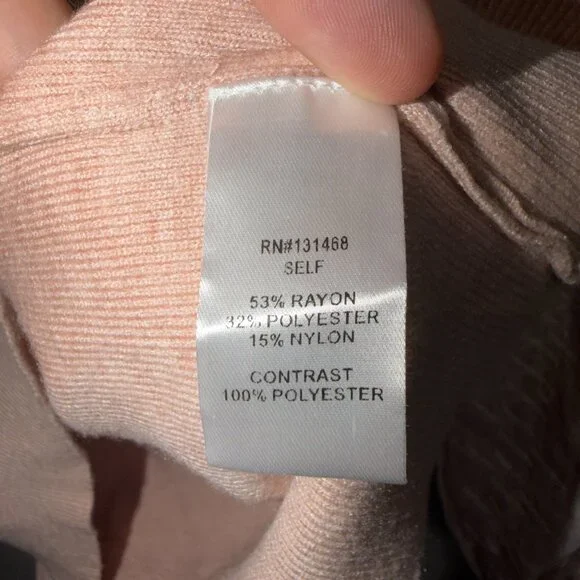 RN#131468
SELF
53% RAYON
32% POLYESTER
15% NYLON
CONTRAST
100% POLYESTER